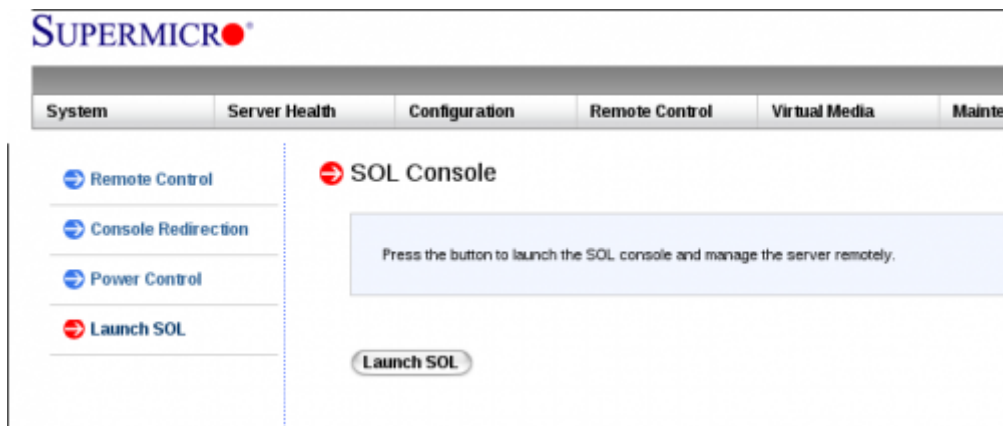 SUPERMICRO
System Server Health Configuration Remote Control Virtual Media Mainte
Remote Control
Console Redirection
Power Control
Launch SOL
SOL Console
Press the button to launch the SOL console and manage the server remotely.
Launch SOL